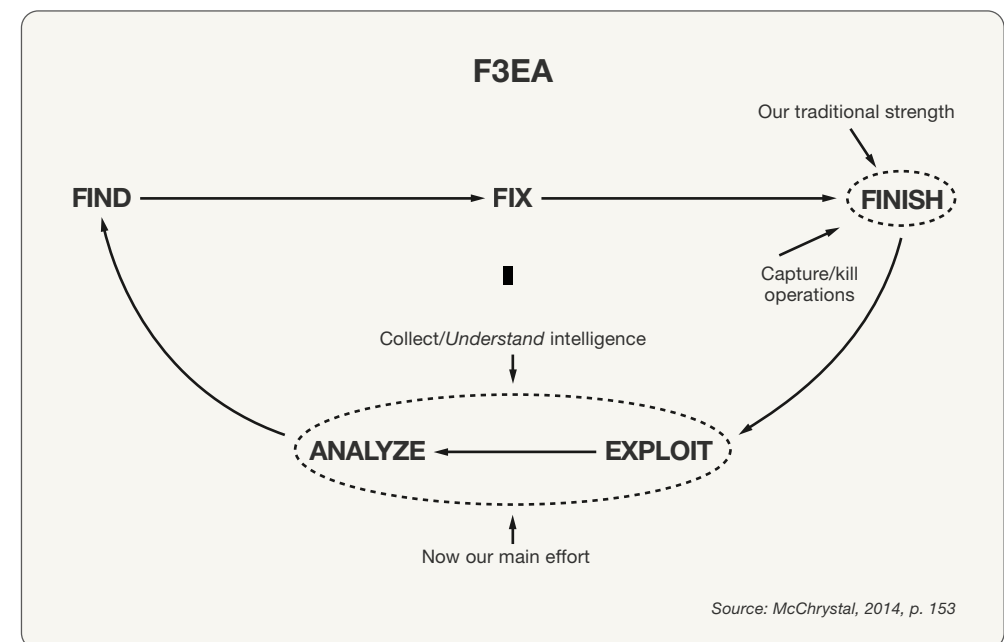 F3EA
Our traditional strength
FIND
FIX
FINISH
Capture/kill
operations
Collect/Understand intelligence
ANALYZE
EXPLOIT
Now our main effort
Source: McChrystal, 2014, p. 153